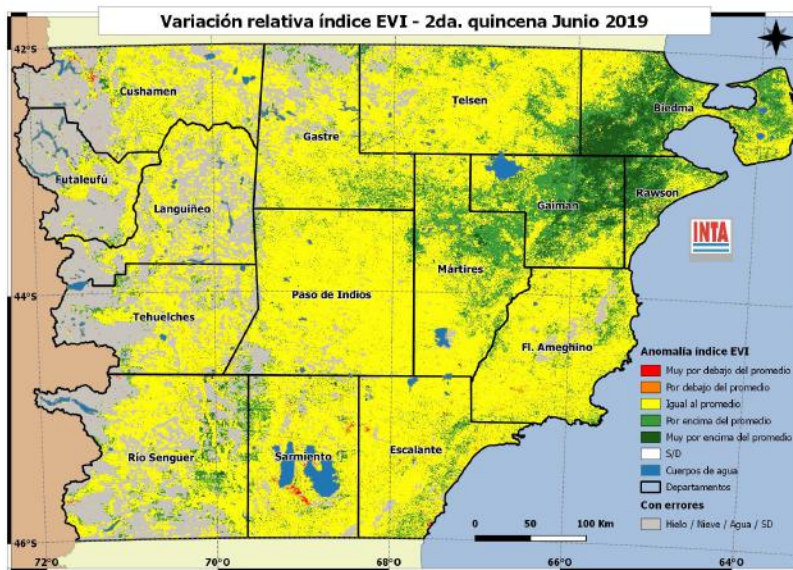 Variación relativa índice EVI - 2da. quincena Junio 2019
42°S
Cushamen
Telsen
Biedma
Gastre
Futaleufú
Languiñeo
Gaiman
Rawson
INTA
Mártires
44°S
Paso de Indios
Tehuelches
Fl. Ameghino
Anomalía índice EVI
Muy por debajo del promedio
Por debajo del promedio
Igual al promedio
Por encima del promedio
Muy por encima del promedio
S/D
Cuerpos de agua
Departamentos
Con errores
Hielo / Nieve / Agua / SD
Río Senguer
Sarmiento
Escalante
0 50 100 Km
46°S
72°O 70°O 68°O 66°O 64°O